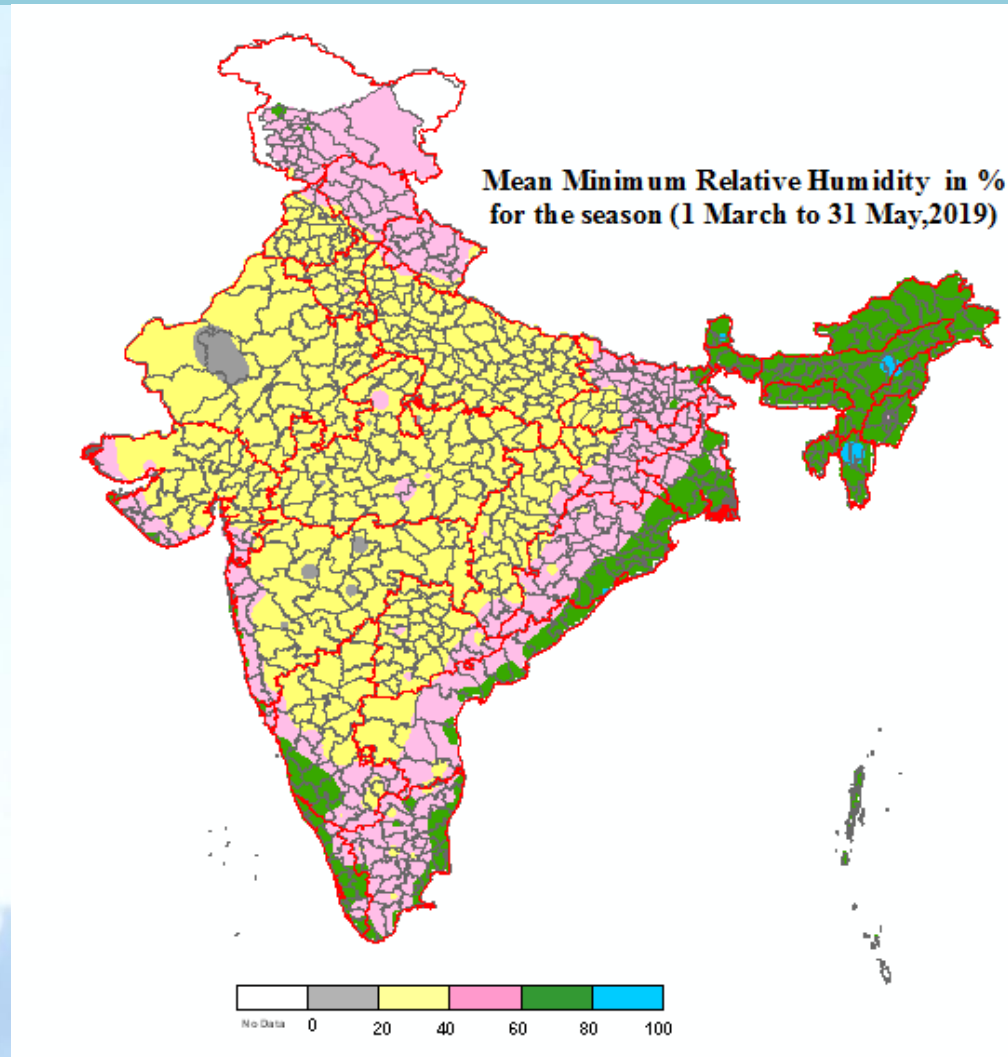 Mean Minimum Relative Humidity in %
for the season (1 March to 31 May,2019)
No Data 0 20 40 60 80 100